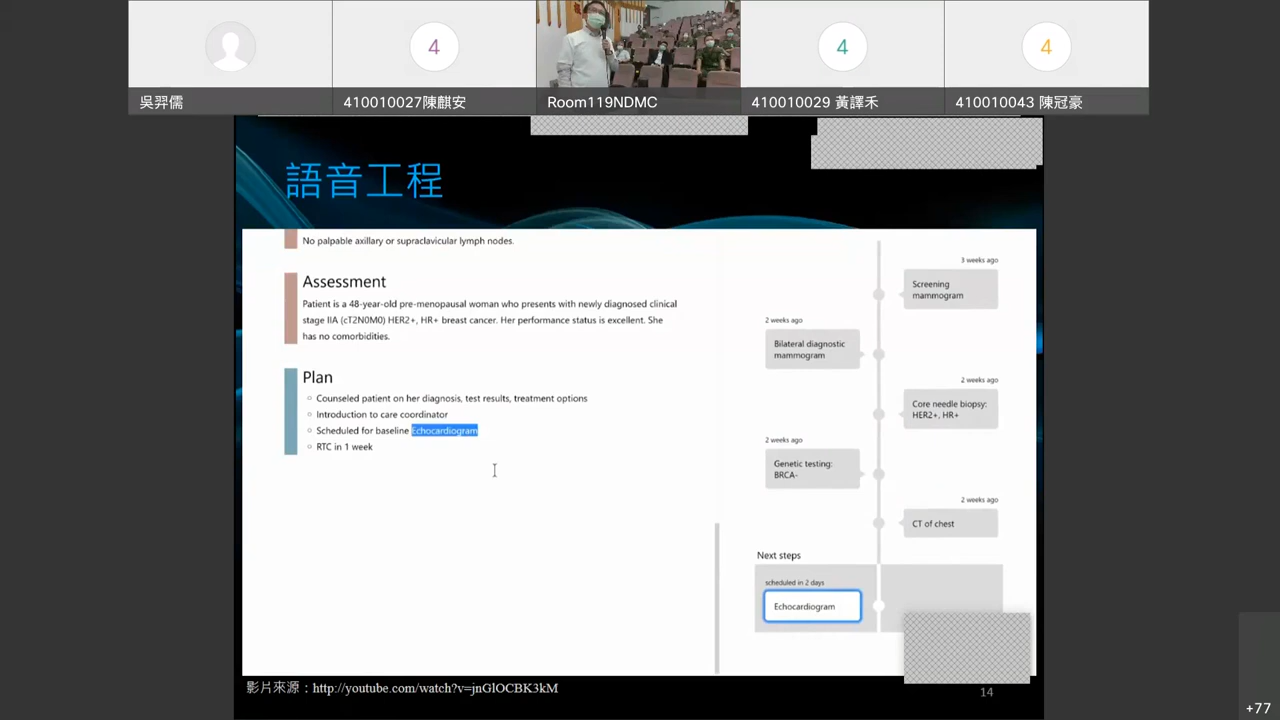 4
4
4
吳羿儒
410010027陳麒安
Room119NDMC
410010029 黃譯禾
410010043 陳冠豪
語音工程
No palpable axillary or supraclavicular lymph nodes.
Assessment
Patient is a 48-year-old pre-menopausal woman who presents with newly diagnosed clinical
stage IIA (cT2N0M0) HER2+, HR+ breast cancer. Her performance status is excellent. She
has no comorbidities.
Plan
Counseled patient on her diagnosis, test results, treatment options
Introduction to care coordinator
Scheduled for baseline Echocardiogram
RTC in 1 week
3 weeks ago
Screening
mammogram
2 weeks ago
Bilateral diagnostic
mammogram
2 weeks ago
Core needle biopsy:
HER2+, HR+
2 weeks ago
Genetic testing:
BRCA-
2 weeks ago
CT of chest
Next steps
scheduled in 2 days
Echocardiogram
影片來源：http://youtube.com/watch?v=jnGlOCBK3kM
14
+77